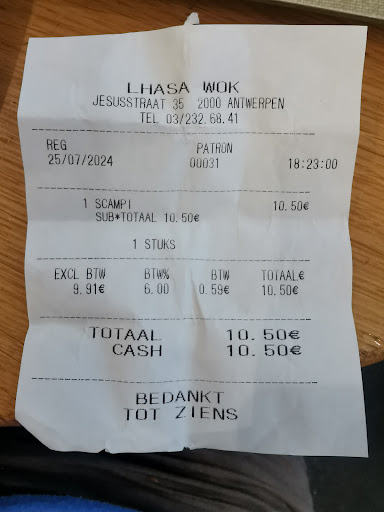 LHASA WOK
JESUSSTRAAT 35 2000 ANTWERPEN
TEL 03/232.68.41
REG PATRON
25/07/2024 00031 18:23:00
1 SCAMPI 10.50€
SUB*TOTAAL 10.50€
1 STUKS
EXCL BTW BTW% BTW TOTAAL€
9.91€ 6.00 0.59€ 10.50€
TOTAAL 10.50€
CASH 10.50€
BEDANKT
TOT ZIENS